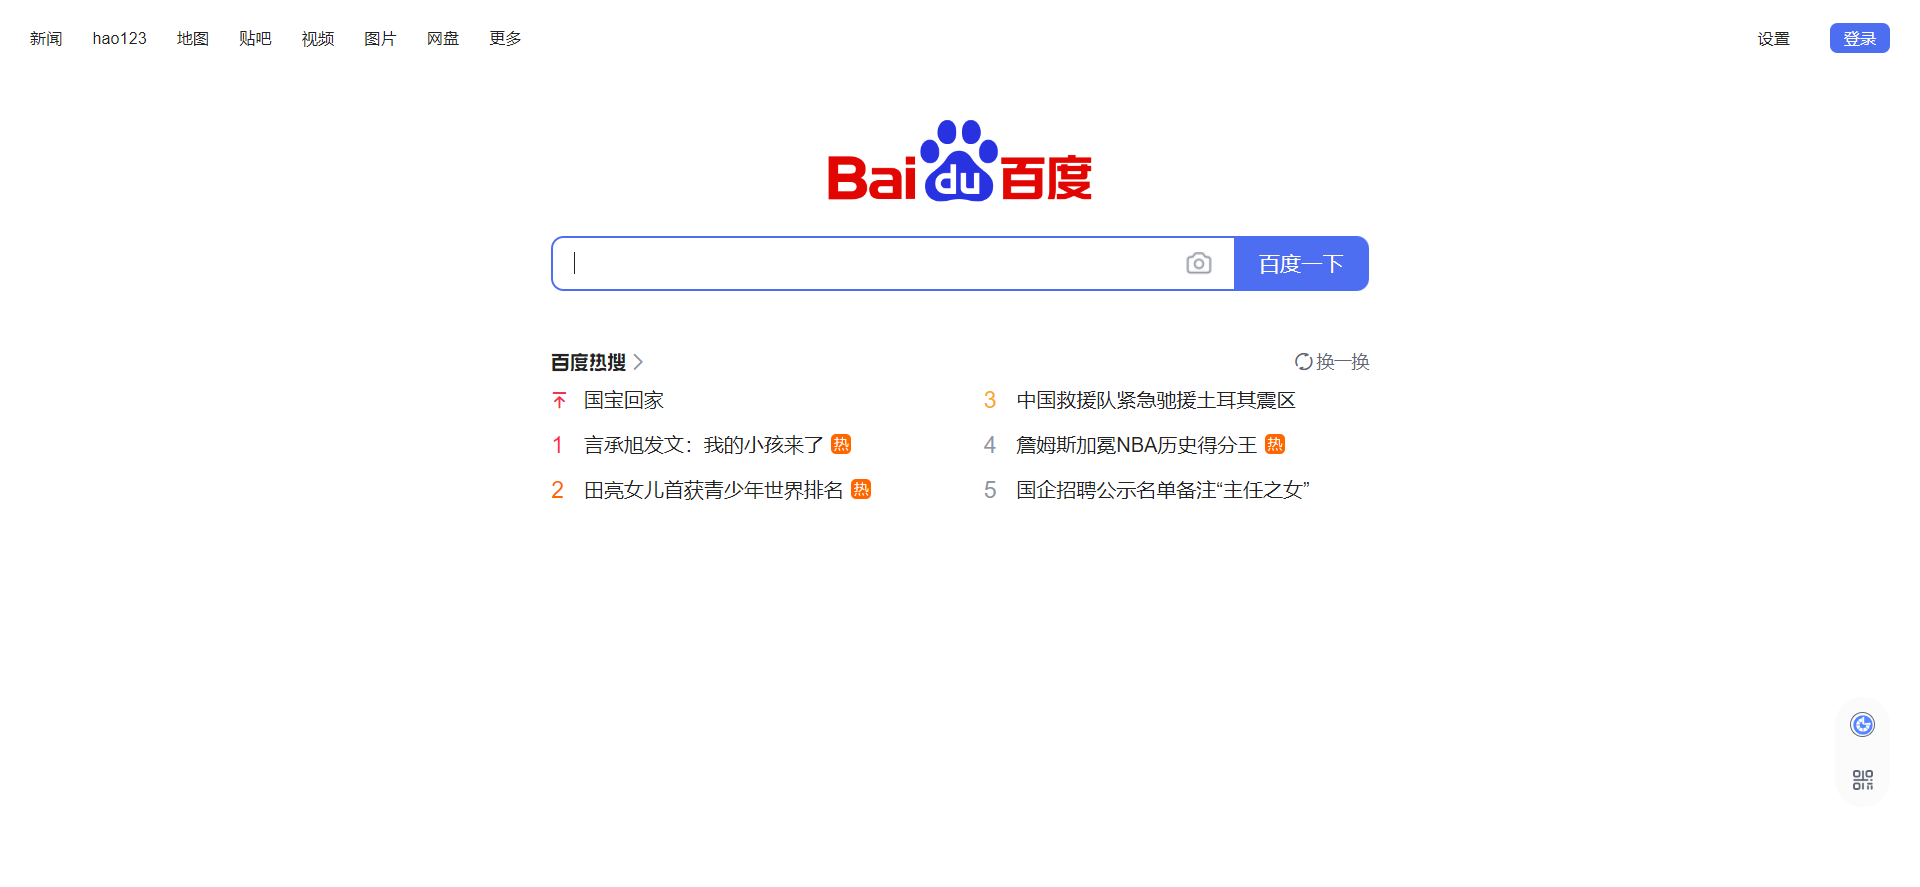 新闻 hao123 地图 贴吧 视频 图片 网盘 更多 设置 登录
Bai du 百度
百度一下
百度热搜 换一换
国宝回家
1 言承旭发文：我的小孩来了 热
2 田亮女儿首获青少年世界排名 热
3 中国救援队紧急驰援土耳其震区
4 詹姆斯加冕NBA历史得分王 热
5 国企招聘公示名单备注“主任之女”